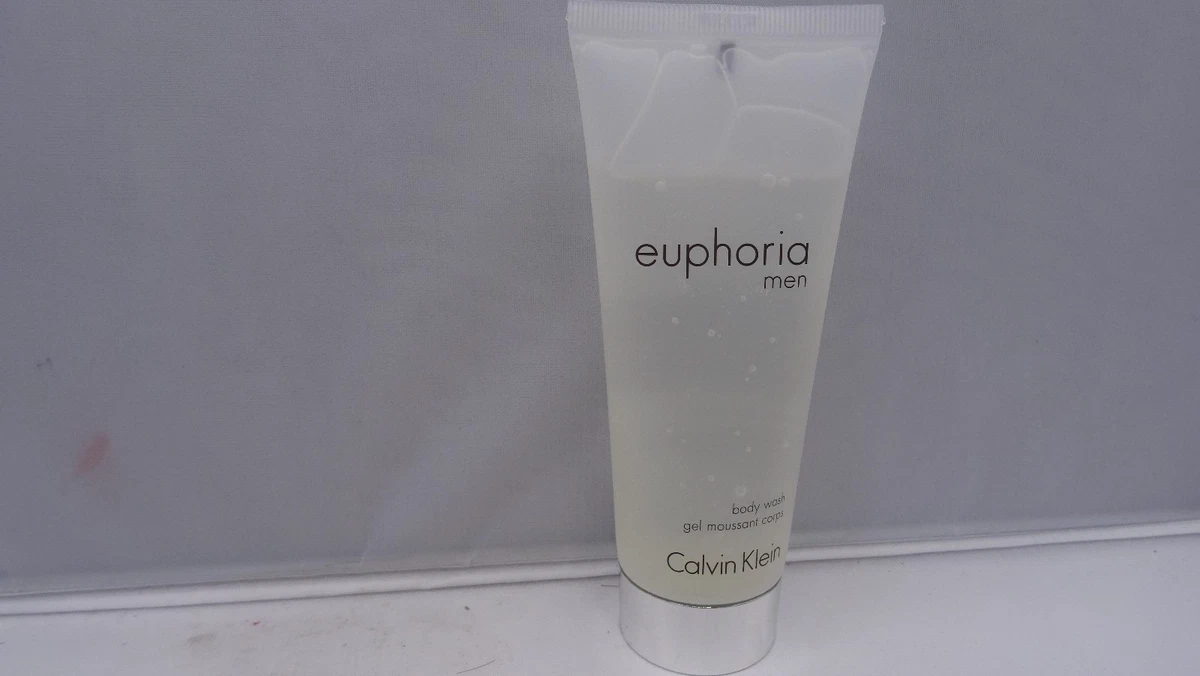 euphoria
men
body wash
gel moussant corps
Calvin Klein